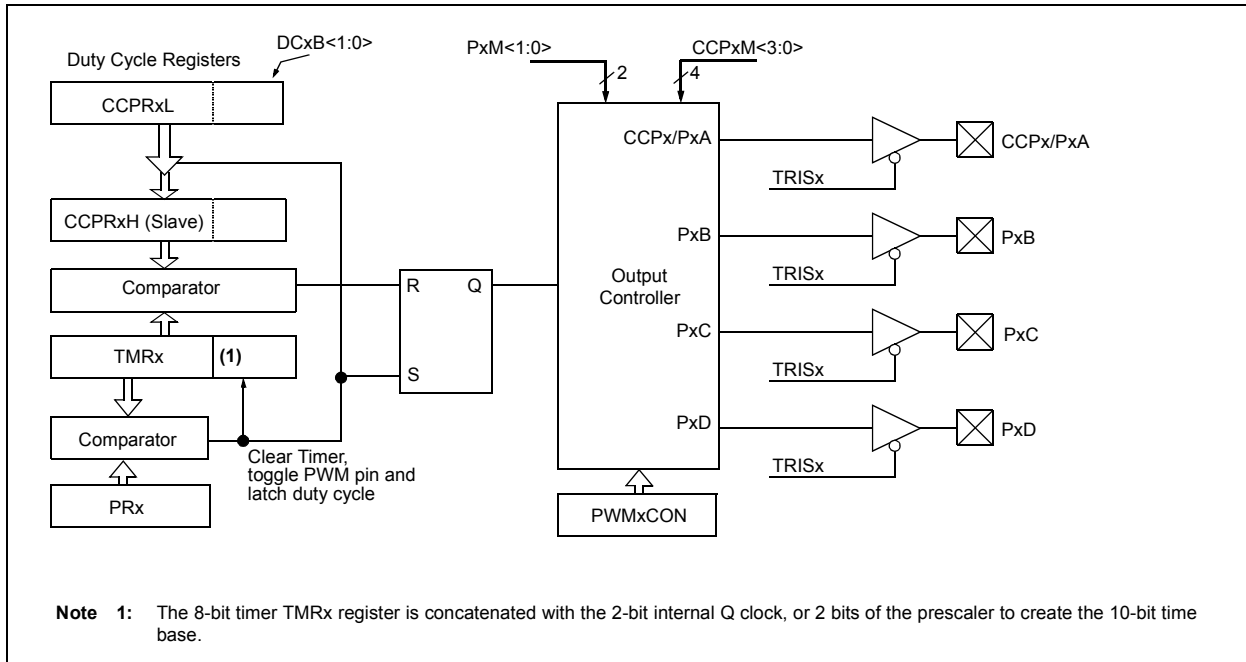 DCxB<1:0>
Duty Cycle Registers
CCPRxL
CCPRxH (Slave)
Comparator
TMRx
(1)
Comparator
PRx
Clear Timer,
toggle PWM pin and
latch duty cycle
R
Q
S
PxM<1:0>
2
CCPxM<3:0>
4
CCPx/PxA
PxB
Output
Controller
PxC
PxD
PWMxCON
TRISx
CCPx/PxA
TRISx
PxB
TRISx
PxC
TRISx
PxD
Note 1: The 8-bit timer TMRx register is concatenated with the 2-bit internal Q clock, or 2 bits of the prescaler to create the 10-bit time
base.